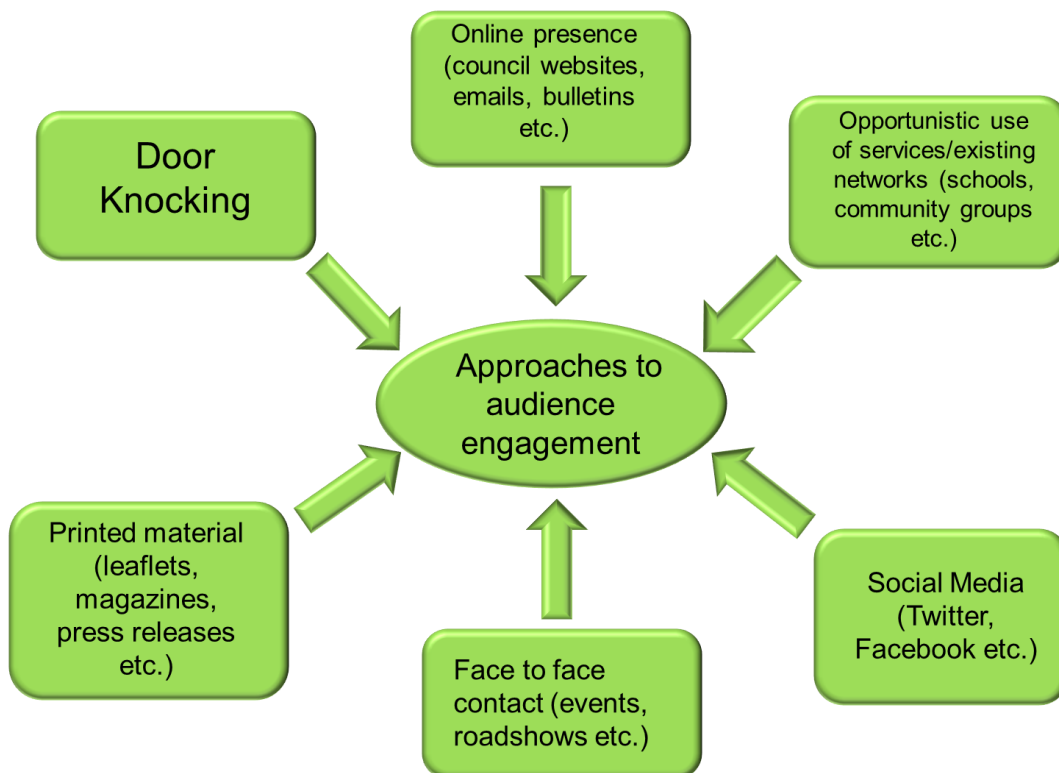 Online presence
(council websites,
emails, bulletins
etc.)
Door
Knocking
Opportunistic use
of services/existing
networks (schools,
community groups
etc.)
Approaches to
audience
engagement
Printed material
(leaflets,
magazines,
press releases
etc.)
Face to face
contact (events,
roadshows etc.)
Social Media
(Twitter,
Facebook etc.)